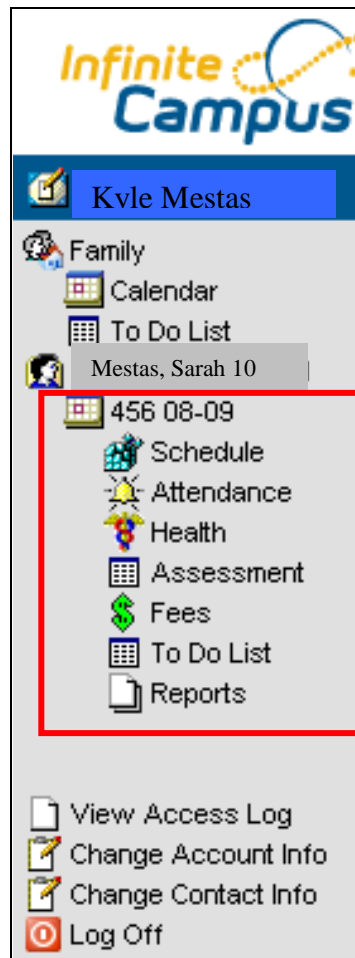 Infinite
Campus
Kyle Mestas
Family
Calendar
To Do List
Mestas, Sarah 10
456 08-09
Schedule
Attendance
Health
Assessment
Fees
To Do List
Reports
View Access Log
Change Account Info
Change Contact Info
Log Off